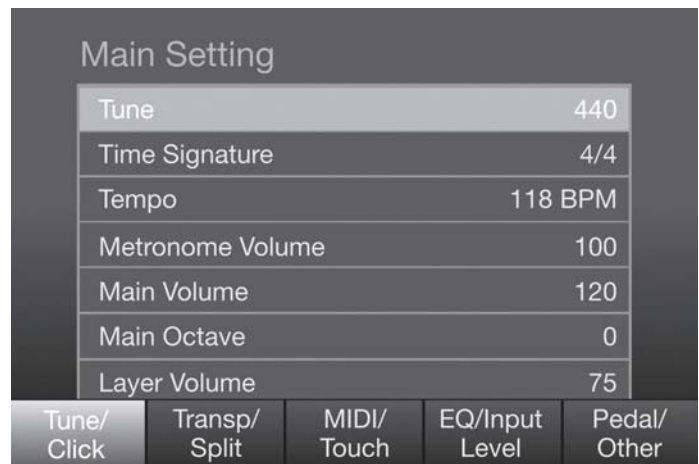 Main Setting
Tune 440
Time Signature 4/4
Tempo 118 BPM
Metronome Volume 100
Main Volume 120
Main Octave 0
Layer Volume 75
Tune/ Transp/ MIDI/ EQ/Input Pedal/
Click Split Touch Level Other